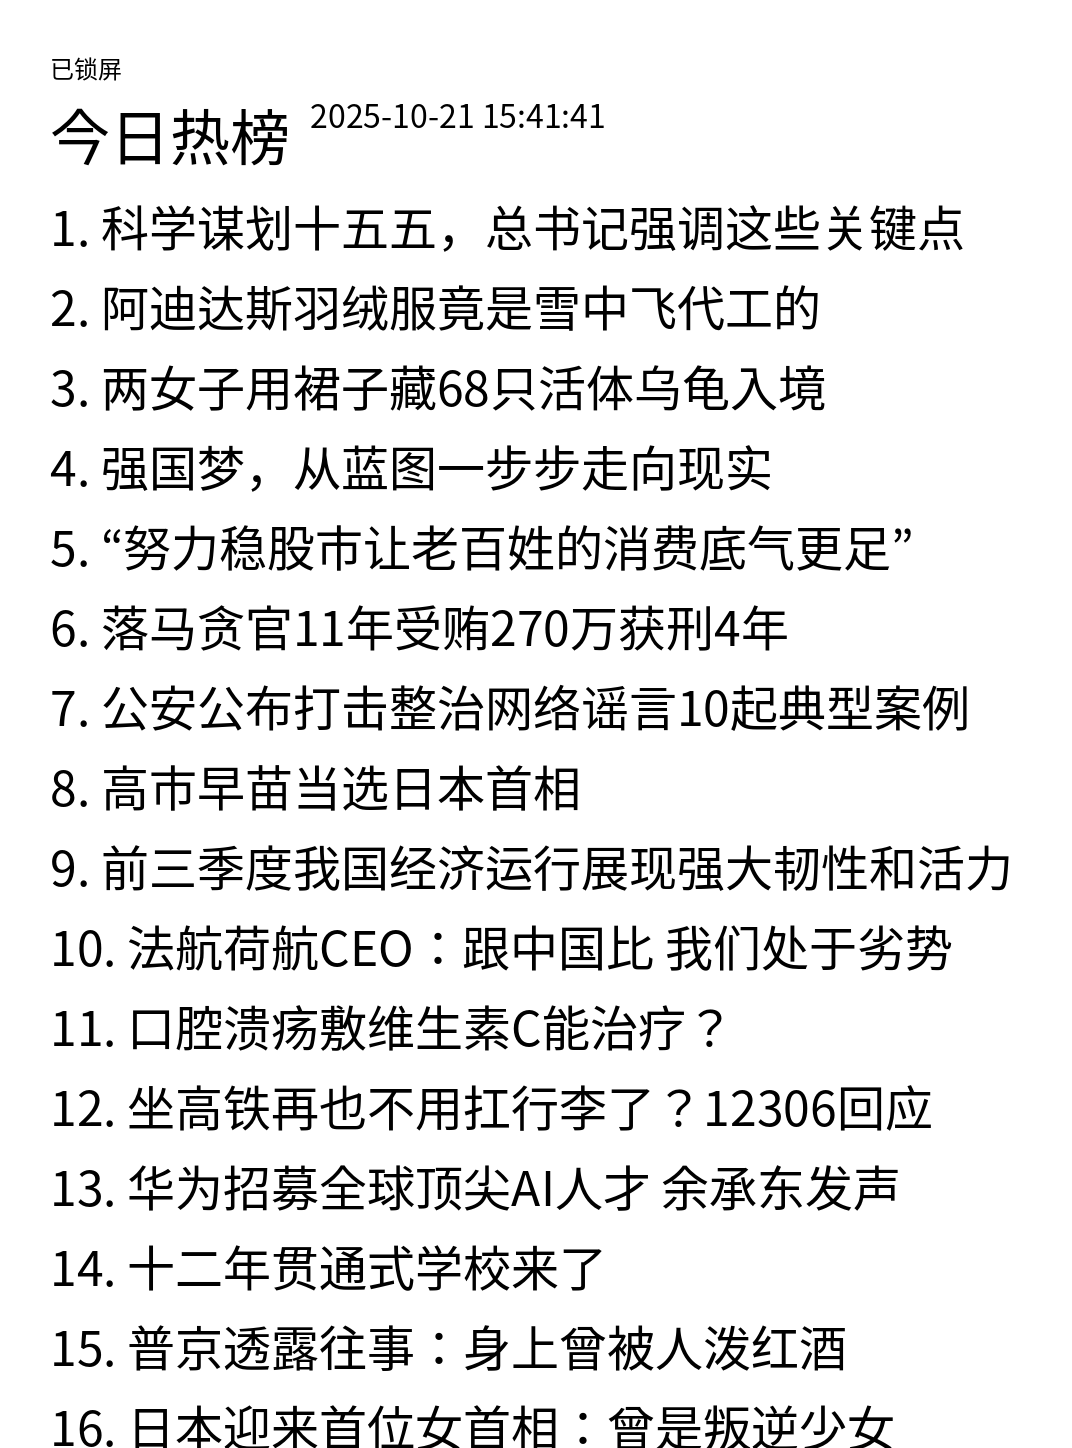 已锁屏
今日热榜 2025-10-21 15:41:41
1. 科学谋划十五五，总书记强调这些关键点
2. 阿迪达斯羽绒服竟是雪中飞代工的
3. 两女子用裙子藏68只活体乌龟入境
4. 强国梦，从蓝图一步步走向现实
5. “努力稳股市让老百姓的消费底气更足”
6. 落马贪官11年受贿270万获刑4年
7. 公安公布打击整治网络谣言10起典型案例
8. 高市早苗当选日本首相
9. 前三季度我国经济运行展现强大韧性和活力
10. 法航荷航CEO：跟中国比 我们处于劣势
11. 口腔溃疡敷维生素C能治疗？
12. 坐高铁再也不用扛行李了？12306回应
13. 华为招募全球顶尖AI人才 余承东发声
14. 十二年贯通式学校来了
15. 普京透露往事：身上曾被人泼红酒
16. 日本迎来首位女首相：曾是叛逆少女